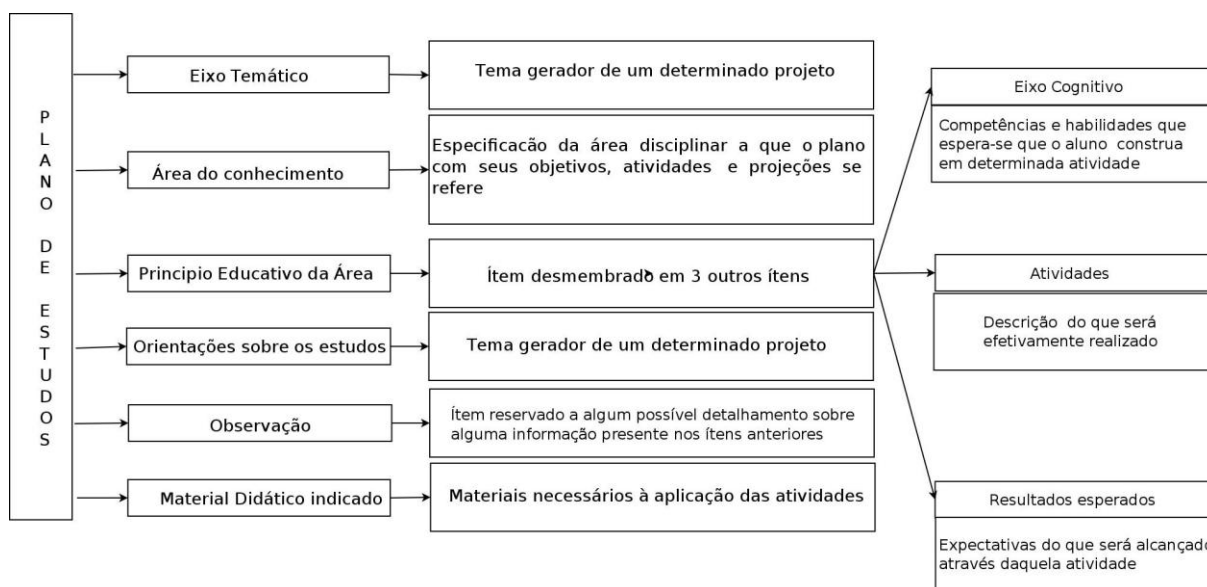 PLANO DE ESTUDOS
Eixo Temático
Tema gerador de um determinado projeto
Área do conhecimento
Especificacão da área disciplinar a que o plano
com seus objetivos, atividades e projeções se
refere
Principio Educativo da Área
Ítem desmembrado em 3 outros ítens
Orientações sobre os estudos
Tema gerador de um determinado projeto
Observação
Ítem reservado a algum possível detalhamento sobre
alguma informação presente nos ítens anteriores
Material Didático indicado
Materiais necessários à aplicação das atividades
Eixo Cognitivo
Competências e habilidades que
espera-se que o aluno construa
em determinada atividade
Atividades
Descrição do que será
efetivamente realizado
Resultados esperados
Expectativas do que será alcançado
através daquela atividade